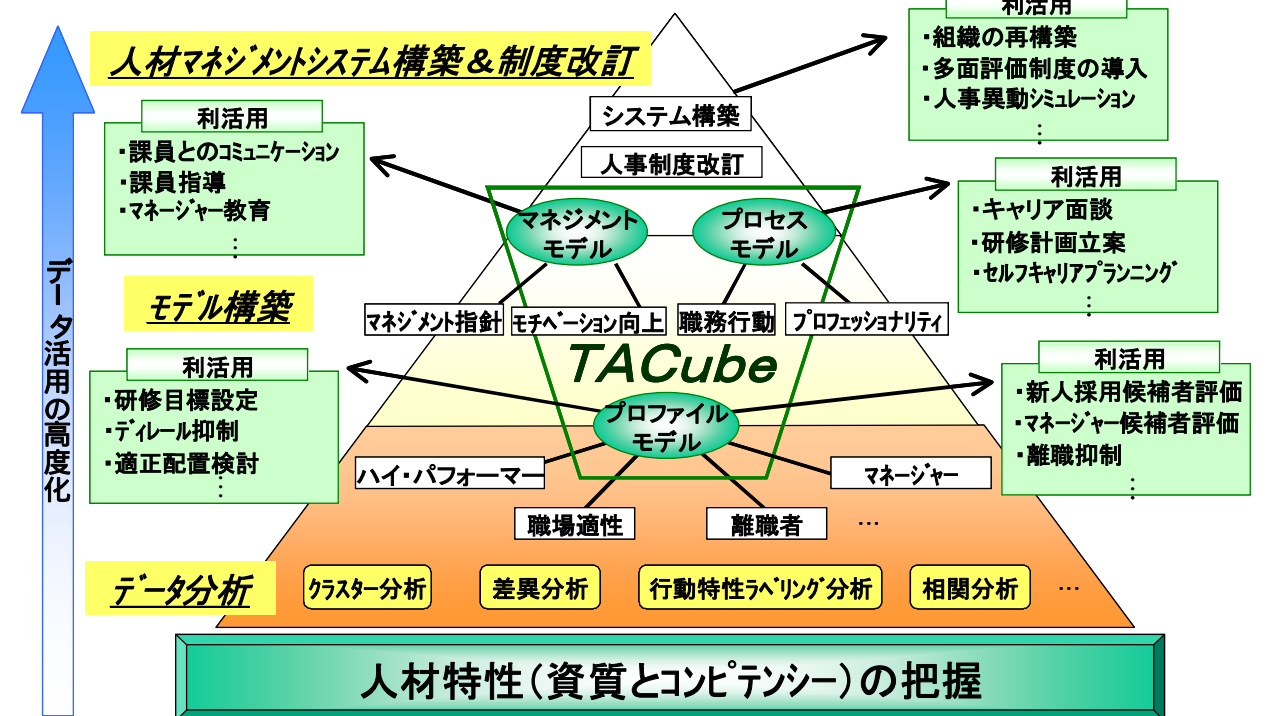 利活用
・組織の再構築
・多面評価制度の導入
・人事異動シミュレーション
⋮
人材マネジメントシステム構築＆制度改訂
システム構築
人事制度改訂
利活用
・課員とのコミュニケーション
・課員指導
・マネージャー教育
⋮
マネジメント
モデル
プロセス
モデル
利活用
・キャリア面談
・研修計画立案
・セルフキャリアプランニング
⋮
データ活用の高度化
モデル構築
マネジメント指針
モチベーション向上
職務行動
プロフェッショナリティ
TACube
利活用
・研修目標設定
・ディレール抑制
・適正配置検討
⋮
プロファイル
モデル
利活用
・新人採用候補者評価
・マネージャー候補者評価
・離職抑制
⋮
ハイ・パフォーマー
マネージャー
職場適性
離職者
…
データ分析
クラスター分析
差異分析
行動特性ラベリング分析
相関分析
…
人材特性（資質とコンピテンシー）の把握